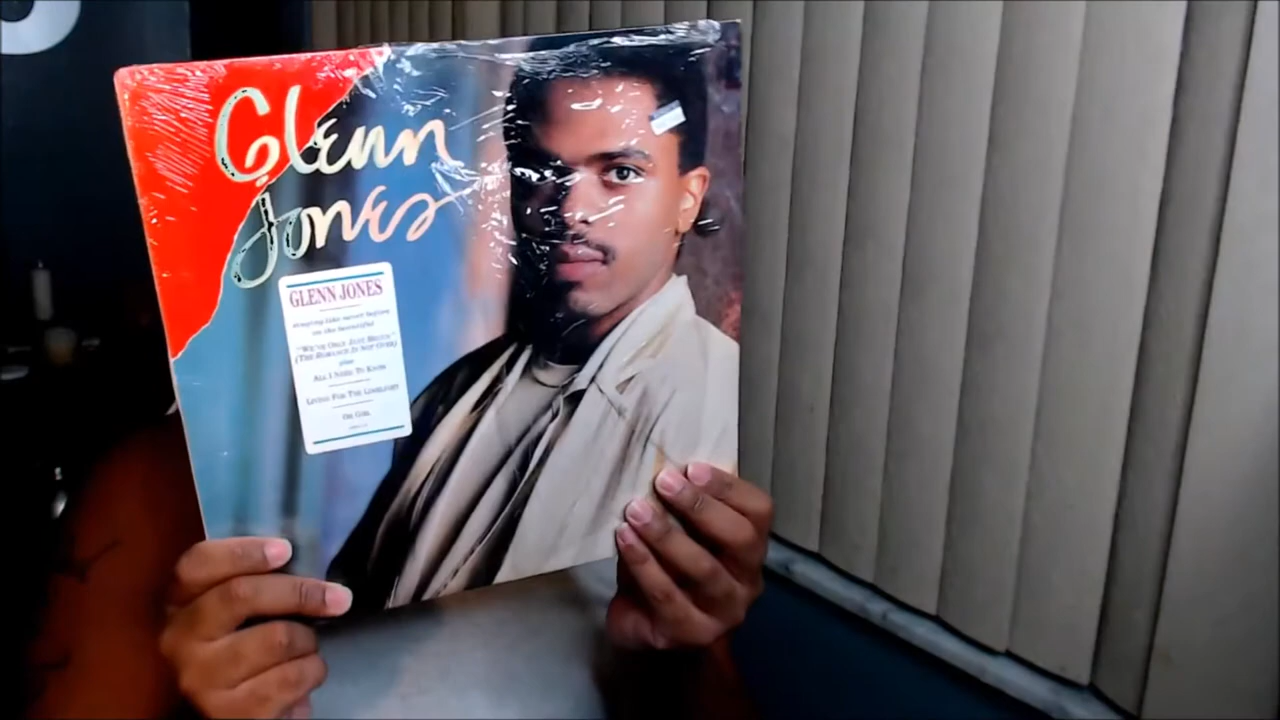 Glenn
Jones
GLENN JONES
"We've Only Just Begun"
(The Romance Is Not Over)
plus
All I Need To Know
Living For The Loneliest
Oh Girl